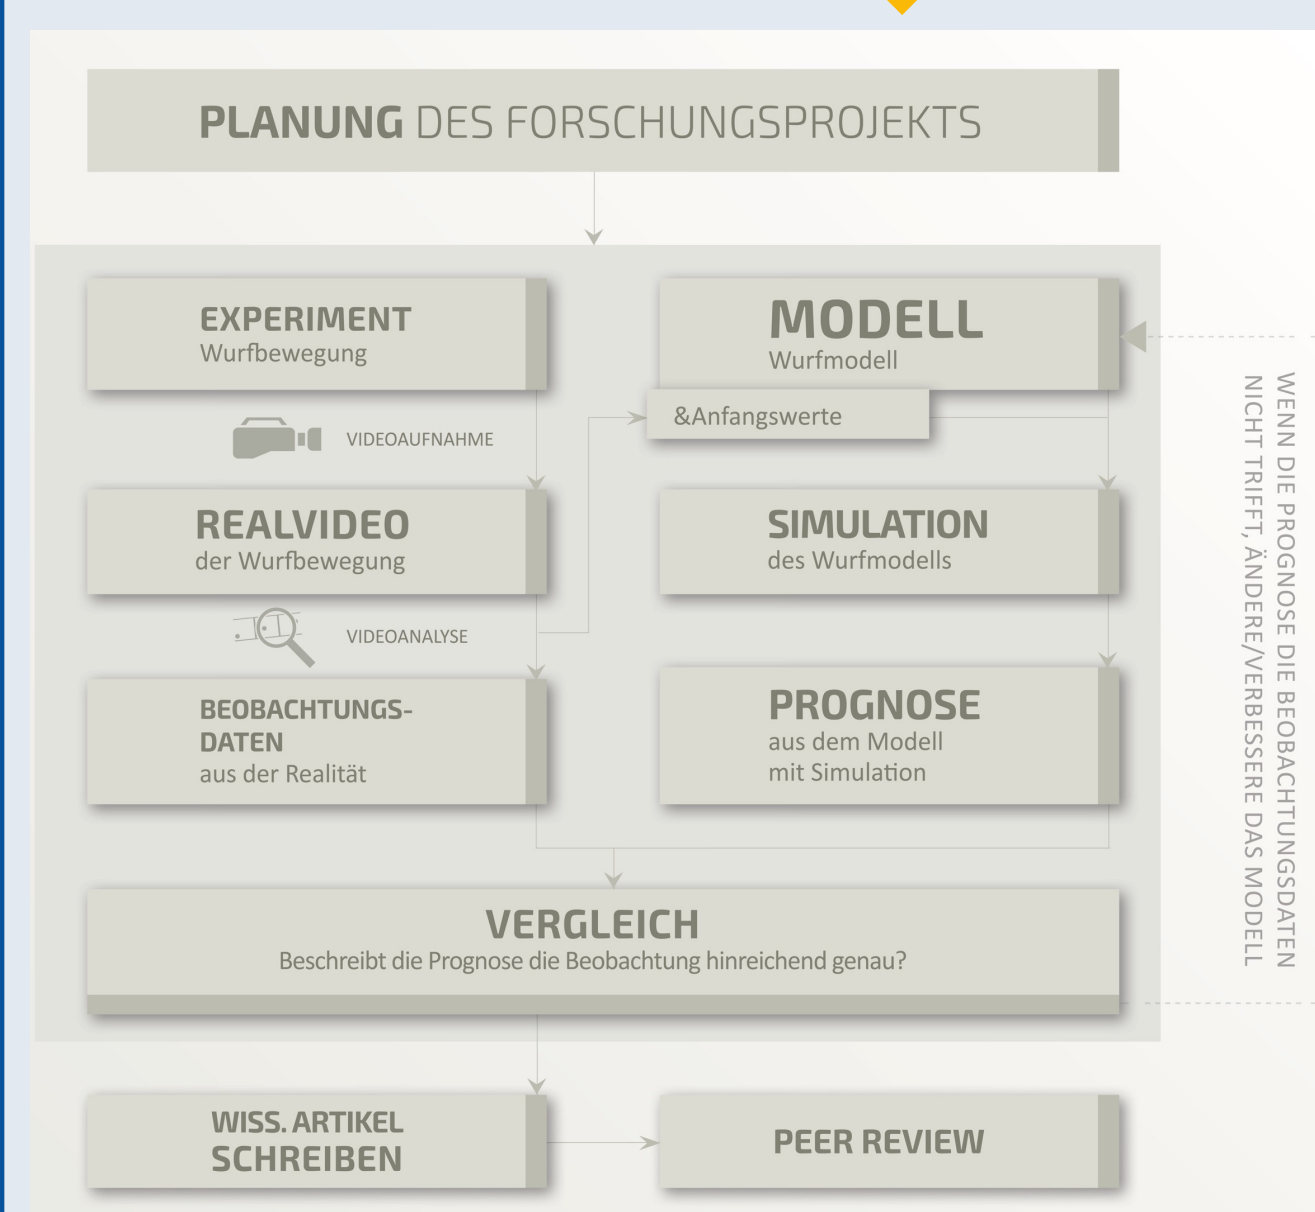 PLANUNG DES FORSCHUNGSPROJEKTS
EXPERIMENT
Wurfbewegung
MODELL
Wurfmodell
&Anfangswerte
VIDEOAUFNAHME
REALVIDEO
der Wurfbewegung
SIMULATION
des Wurfmodells
VIDEOANALYSE
BEOBACHTUNGS-
DATEN
aus der Realität
PROGNOSE
aus dem Modell
mit Simulation
VERGLEICH
Beschreibt die Prognose die Beobachtung hinreichend genau?
WISS. ARTIKEL
SCHREIBEN
PEER REVIEW
WENN DIE PROGNOSE DIE BEOBACHTUNGSDATEN
NICHT TRIFFT, ÄNDERE/VERBESSERE DAS MODELL